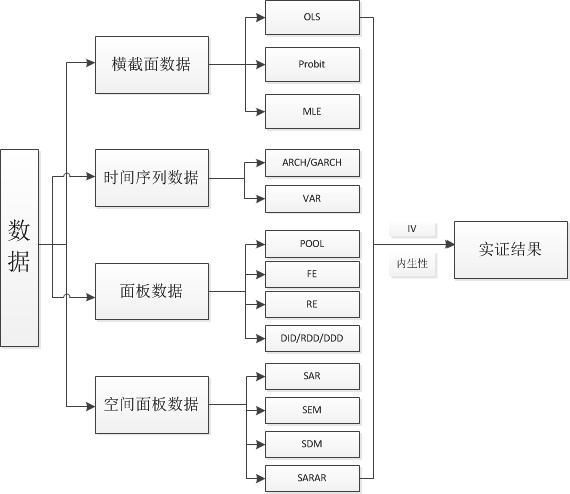 数据
横截面数据
OLS
Probit
MLE
时间序列数据
ARCH/GARCH
VAR
面板数据
POOL
FE
RE
DID/RDD/DDD
空间面板数据
SAR
SEM
SDM
SARAR
IV
内生性
实证结果